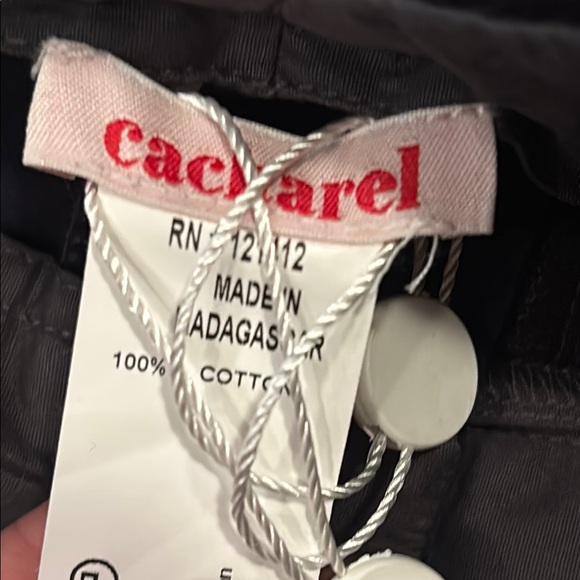 cacharel
RN
MADE IN
MADAGASCAR
100% COTTON